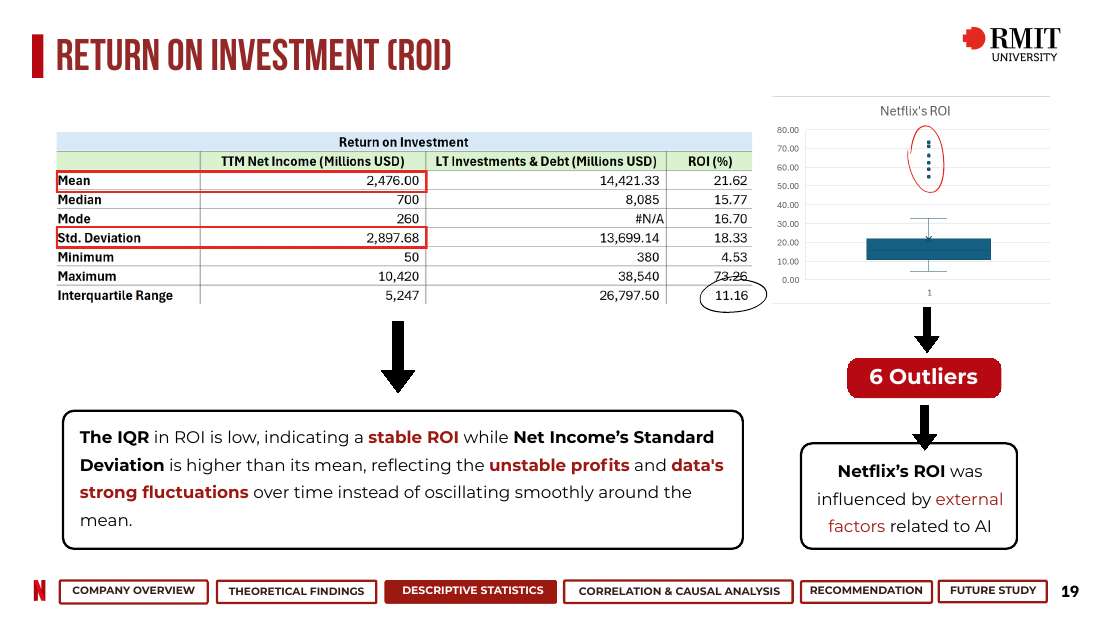 RETURN ON INVESTMENT (ROI)
RMIT
UNIVERSITY
Return on Investment
TTM Net Income (Millions USD) LT Investments & Debt (Millions USD) ROI (%)
Mean 2,476.00 14,421.33 21.62
Median 700 8,085 15.77
Mode 260 #N/A 16.70
Std. Deviation 2,897.68 13,699.14 18.33
Minimum 50 380 4.53
Maximum 10,420 38,540 73.26
Interquartile Range 5,247 26,797.50 11.16
Netflix's ROI
80.00
70.00
60.00
50.00
40.00
30.00
20.00
10.00
0.00
1
6 Outliers
The IQR in ROI is low, indicating a stable ROI while Net Income's Standard
Deviation is higher than its mean, reflecting the unstable profits and data's
strong fluctuations over time instead of oscillating smoothly around the
mean.
Netflix's ROI was
influenced by external
factors related to AI
N COMPANY OVERVIEW THEORETICAL FINDINGS DESCRIPTIVE STATISTICS CORRELATION & CAUSAL ANALYSIS RECOMMENDATION FUTURE STUDY 19